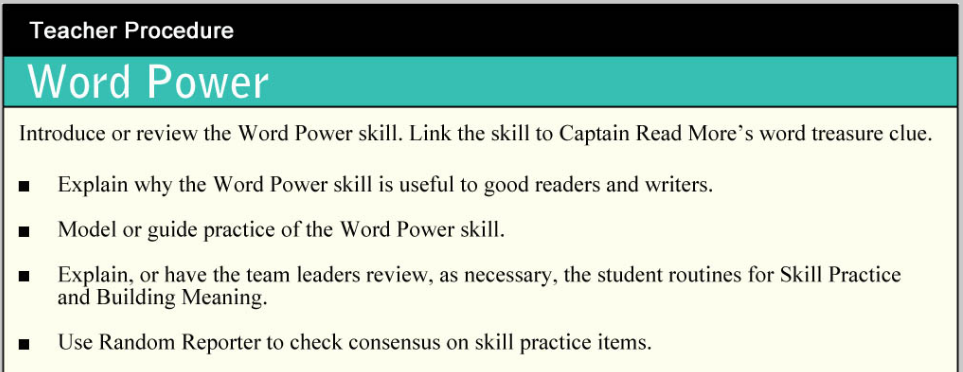 Teacher Procedure
Word Power
Introduce or review the Word Power skill. Link the skill to Captain Read More’s word treasure clue.
■ Explain why the Word Power skill is useful to good readers and writers.
■ Model or guide practice of the Word Power skill.
■ Explain, or have the team leaders review, as necessary, the student routines for Skill Practice
and Building Meaning.
■ Use Random Reporter to check consensus on skill practice items.